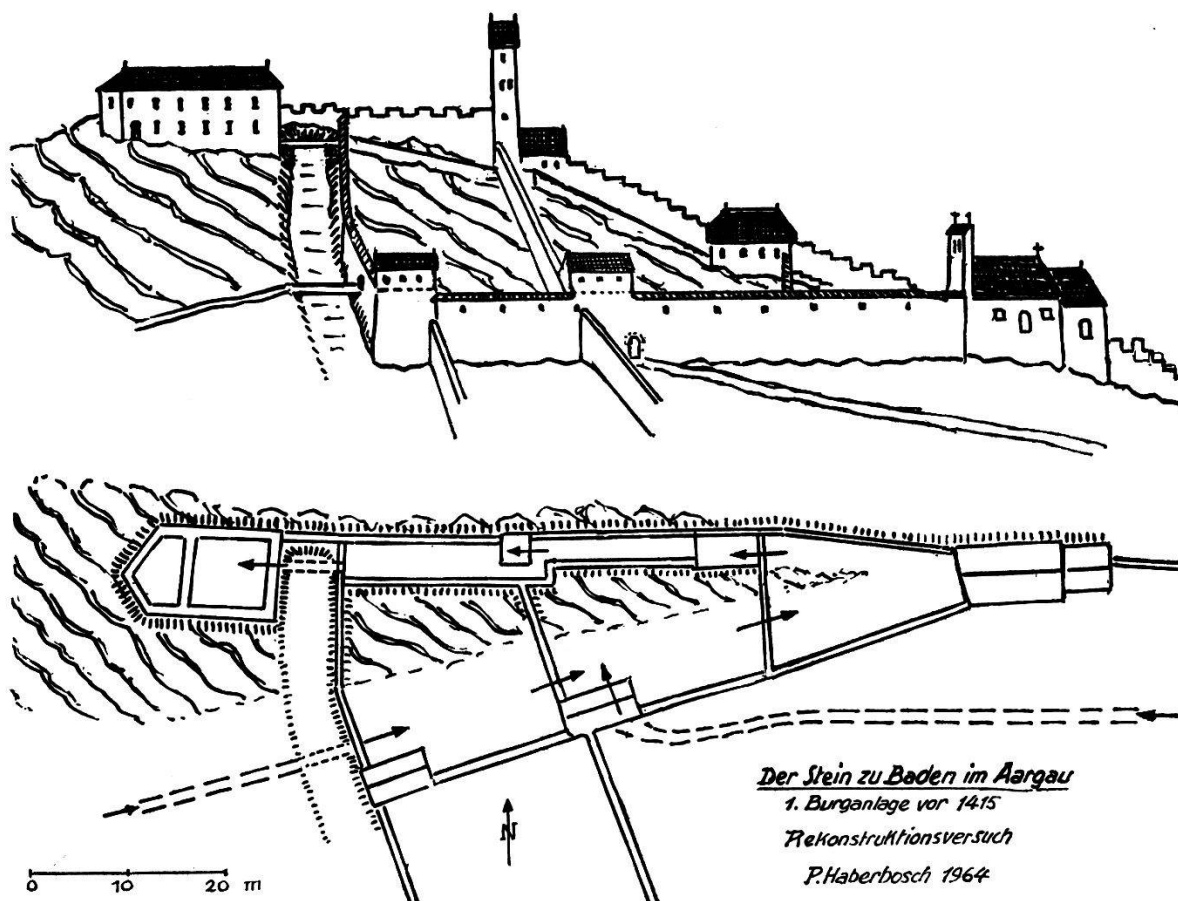 N
Der Stein zu Baden im Aargau
1. Burganlage vor 1415
Rekonstruktionsversuch
P. Haberbosch 1964
0 10 20 m